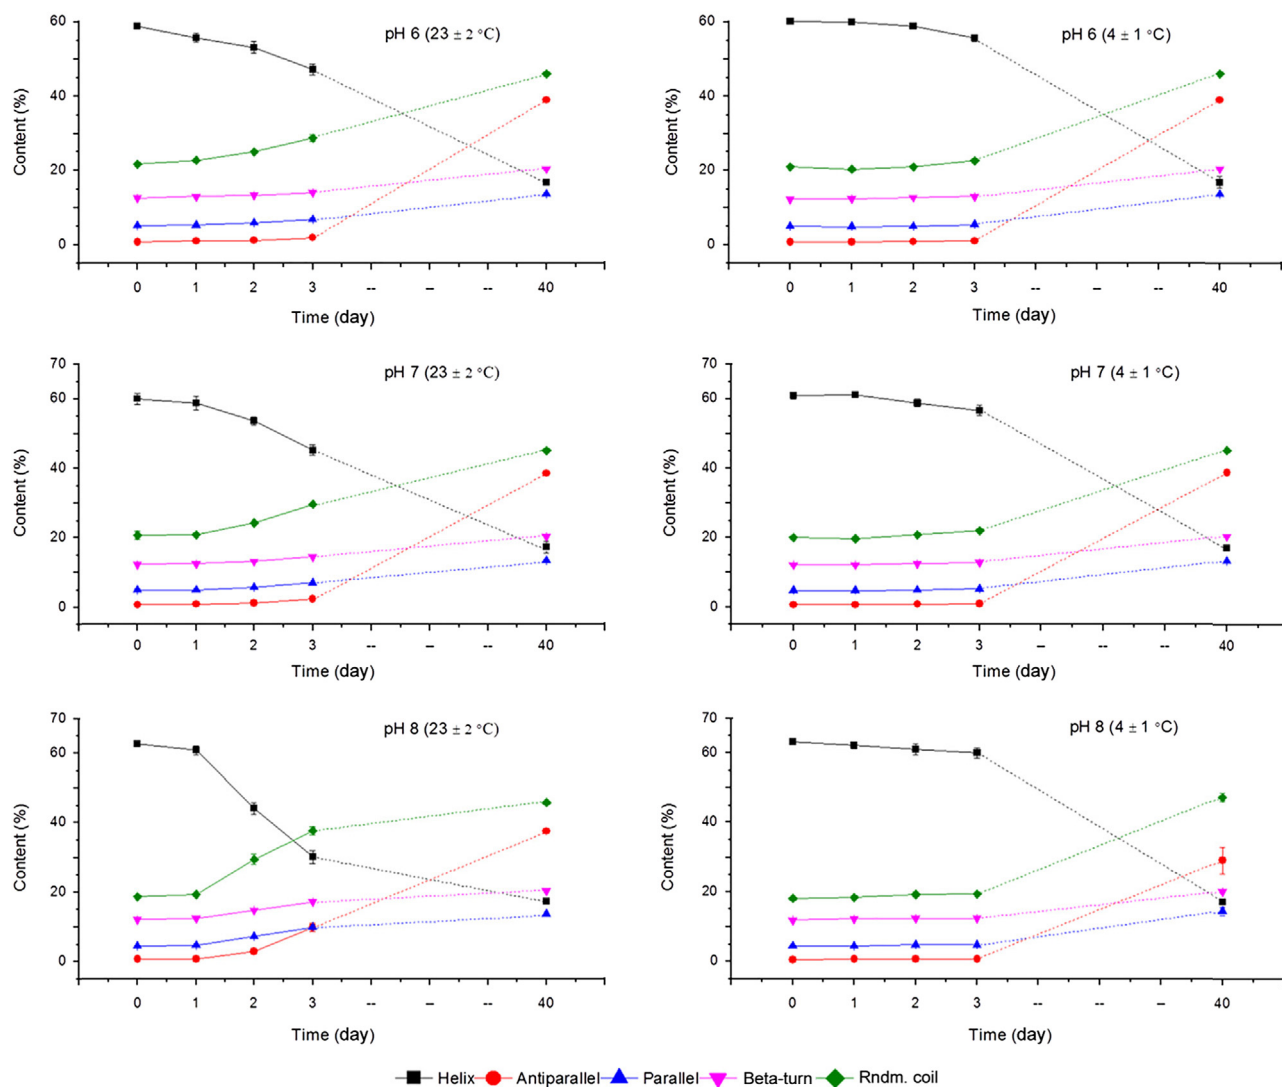 pH 6 (23 ± 2 °C)
Content (%)
60
40
20
0
0 1 2 3 -- – -- 40
Time (day)
pH 6 (4 ± 1 °C)
Content (%)
60
40
20
0
0 1 2 3 -- – -- 40
Time (day)
pH 7 (23 ± 2 °C)
Content (%)
70
60
40
20
0
0 1 2 3 -- – -- 40
Time (day)
pH 7 (4 ± 1 °C)
Content (%)
70
60
40
20
0
0 1 2 3 -- – -- 40
Time (day)
pH 8 (23 ± 2 °C)
Content (%)
70
60
40
20
0
0 1 2 3 -- – -- 40
Time (day)
pH 8 (4 ± 1 °C)
Content (%)
70
60
40
20
0
0 1 2 3 -- -- – 40
Time (day)
Helix Antiparallel Parallel Beta-turn Rndm. coil